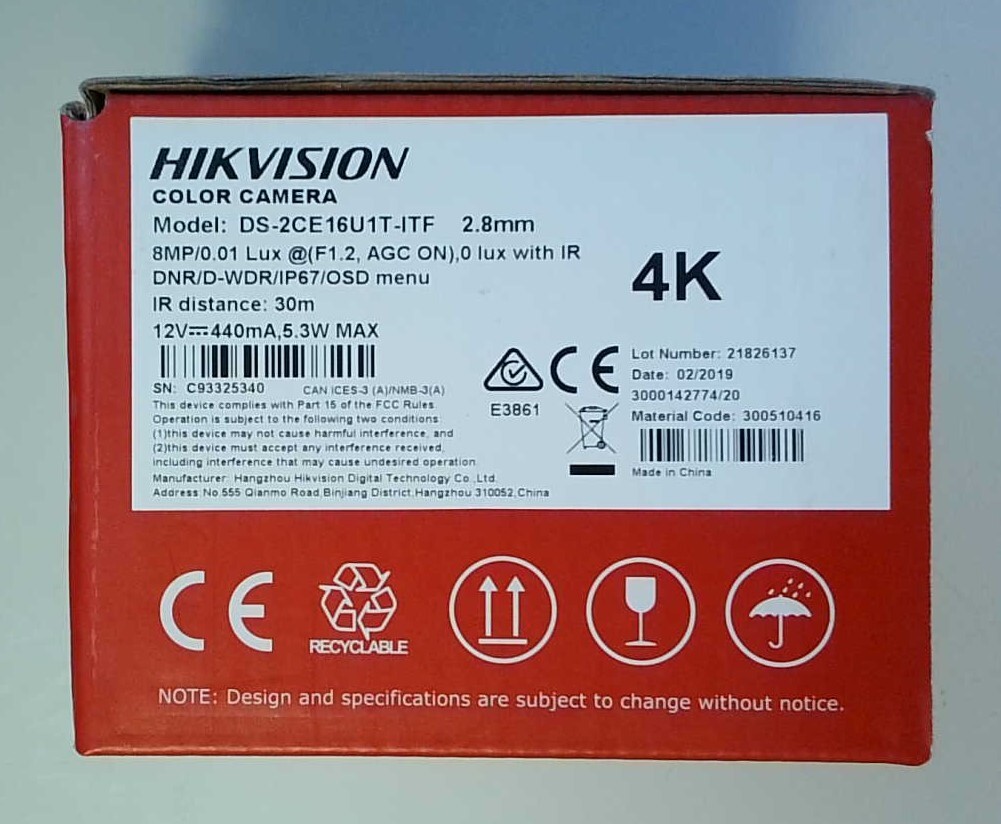 HIKVISION
COLOR CAMERA
Model: DS-2CE16U1T-ITF 2.8mm
8MP/0.01 Lux @(F1.2, AGC ON),0 lux with IR
DNR/D-WDR/IP67/OSD menu
IR distance: 30m
12V⎓440mA,5.3W MAX
4K
SN: C93325340 CAN ICES-3 (A)/NMB-3(A)
This device complies with Part 15 of the FCC Rules.
Operation is subject to the following two conditions:
(1)this device may not cause harmful interference, and
(2)this device must accept any interference received,
including interference that may cause undesired operation.
Manufacturer: Hangzhou Hikvision Digital Technology Co.,Ltd.
Address:No.555 Qianmo Road,Binjiang District,Hangzhou 310052,China
CE
E3861
Lot Number: 21826137
Date: 02/2019
3000142774/20
Material Code: 300510416
Made in China
CE
RECYCLABLE
NOTE: Design and specifications are subject to change without notice.